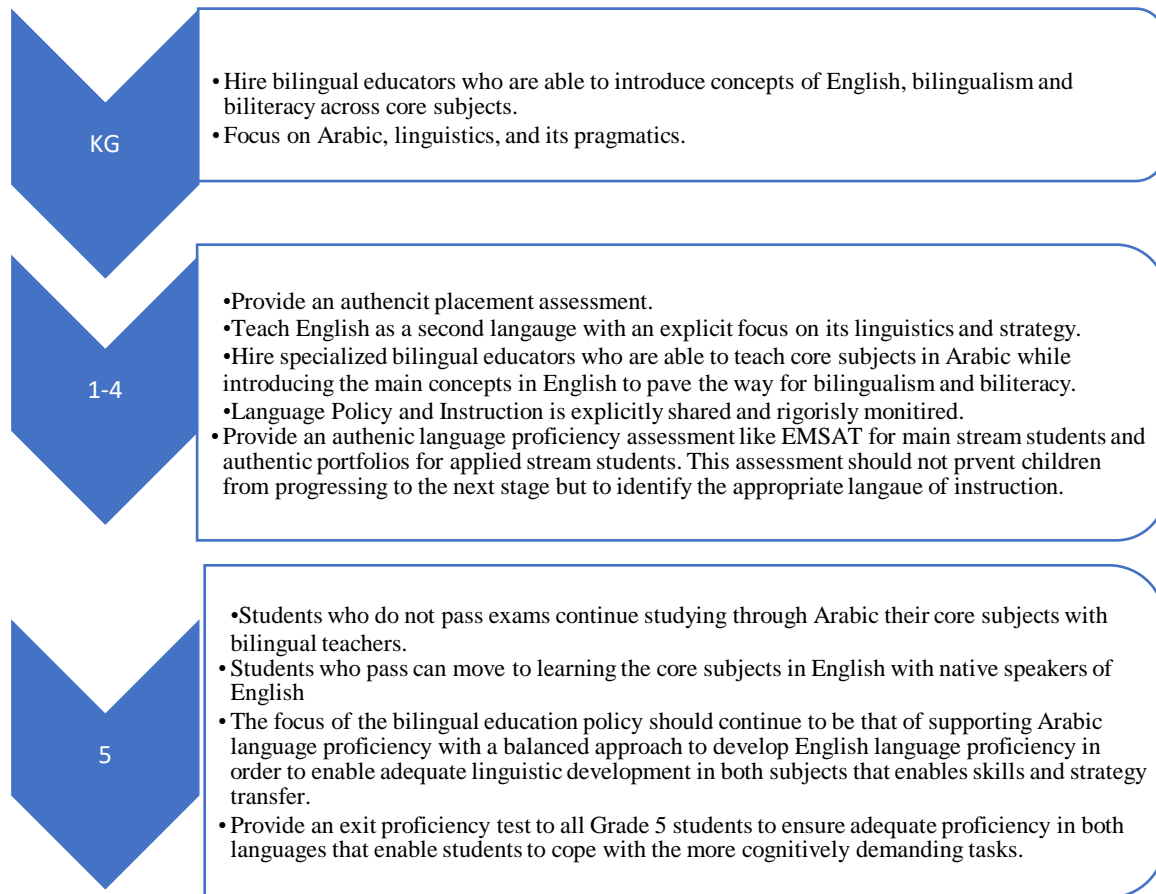 KG
• Hire bilingual educators who are able to introduce concepts of English, bilingualism and
biliteracy across core subjects.
• Focus on Arabic, linguistics, and its pragmatics.
1-4
•Provide an authencit placement assessment.
•Teach English as a second langauge with an explicit focus on its linguistics and strategy.
•Hire specialized bilingual educators who are able to teach core subjects in Arabic while
introducing the main concepts in English to pave the way for bilingualism and biliteracy.
•Language Policy and Instruction is explicitly shared and rigorisly monitired.
• Provide an authenic language proficiency assessment like EMSAT for main stream students and
authentic portfolios for applied stream students. This assessment should not prvent children
from progressing to the next stage but to identify the appropriate langaue of instruction.
5
•Students who do not pass exams continue studying through Arabic their core subjects with
bilingual teachers.
• Students who pass can move to learning the core subjects in English with native speakers of
English
• The focus of the bilingual education policy should continue to be that of supporting Arabic
language proficiency with a balanced approach to develop English language proficiency in
order to enable adequate linguistic development in both subjects that enables skills and strategy
transfer.
• Provide an exit proficiency test to all Grade 5 students to ensure adequate proficiency in both
languages that enable students to cope with the more cognitively demanding tasks.